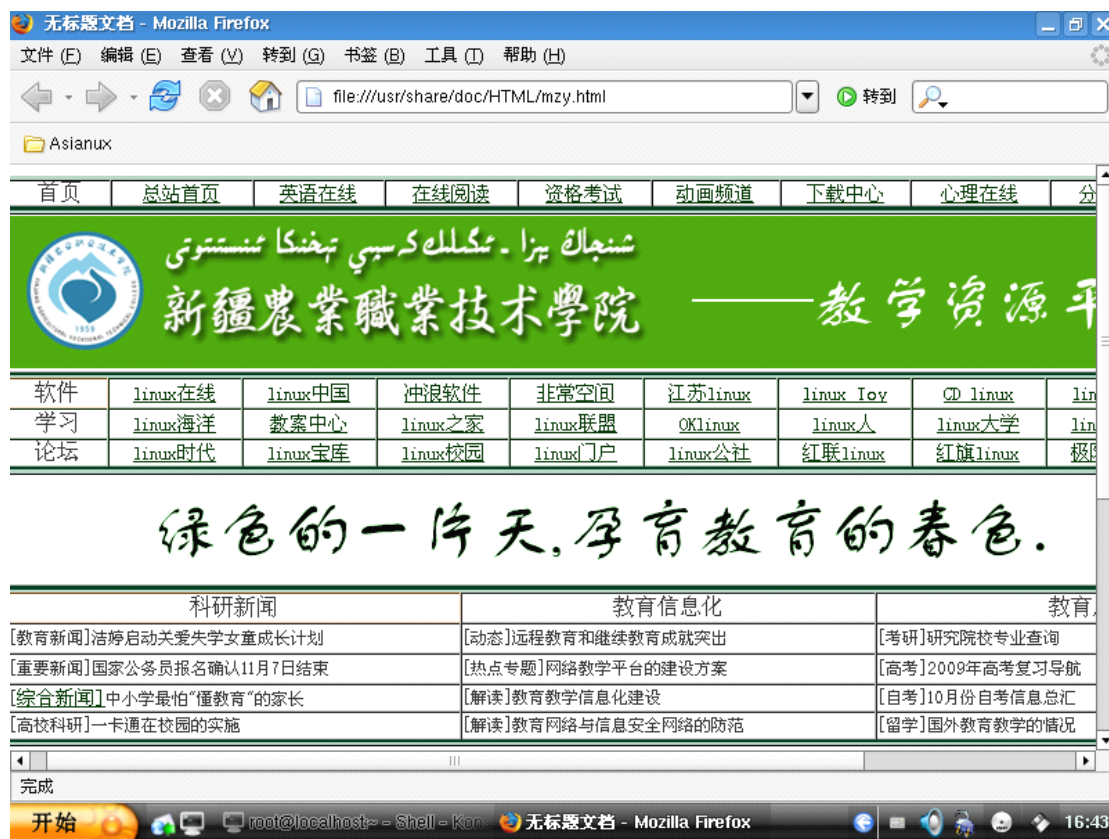 无标题文档 - Mozilla Firefox
文件 (F) 编辑 (E) 查看 (V) 转到 (G) 书签 (B) 工具 (T) 帮助 (H)
file:///usr/share/doc/HTML/mzy.html 转到
Asianux
首页 总站首页 英语在线 在线阅读 资格考试 动画频道 下载中心 心理在线 分
1959
新疆農業職業技术學院 ——教学资源平
软件 linux在线 linux中国 冲浪软件 非常空间 江苏linux linux Joy CD linux lin
学习 linux海洋 教案中心 linux之家 linux联盟 OKlinux linux人 linux大学 lin
论坛 linux时代 linux宝库 linux校园 linux门户 linux公社 红联linux 红旗linux 极
绿色的一片天,孕育教育的春色.
科研新闻 教育信息化 教育
[教育新闻]洁婷启动关爱失学女童成长计划 [动态]远程教育和继续教育成就突出 [考研]研究院校专业查询
[重要新闻]国家公务员报名确认11月7日结束 [热点专题]网络教学平台的建设方案 [高考]2009年高考复习导航
[综合新闻]中小学最怕“懂教育“的家长 [解读]教育教学信息化建设 [自考]10月份自考信息总汇
[高校科研]一卡通在校园的实施 [解读]教育网络与信息安全网络的防范 [留学]国外教育教学的情况
完成
开始 root@localhost:~ - Shell - Kon 无标题文档 - Mozilla Firefox 16:43